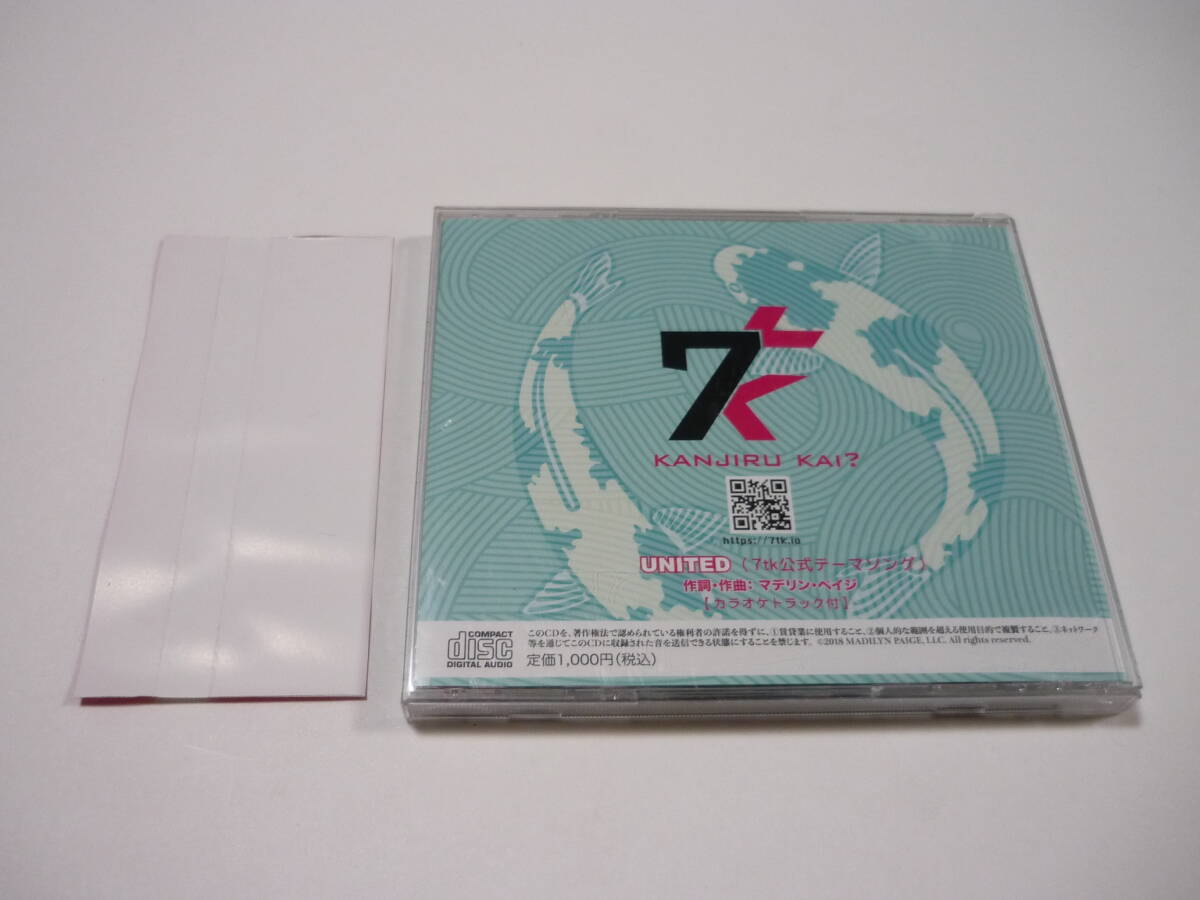 7tk
KANJIRU KAI?
https://7tk.io
UNITED（7tk公式テーマソング）
作詞・作曲：マデリン・ペイジ
【カラオケトラック付】
COMPACT
disc
DIGITAL AUDIO
このCDを、著作権法で認められている権利者の許諾を得ずに、①賃貸業に使用すること、②個人的な範囲を超える使用目的で複製すること、③ネットワーク
等を通じてこのCDに収録された音を送信できる状態にすることを禁じます。©2018 MADILYN PAIGE, LLC. All rights reserved.
定価1,000円（税込）